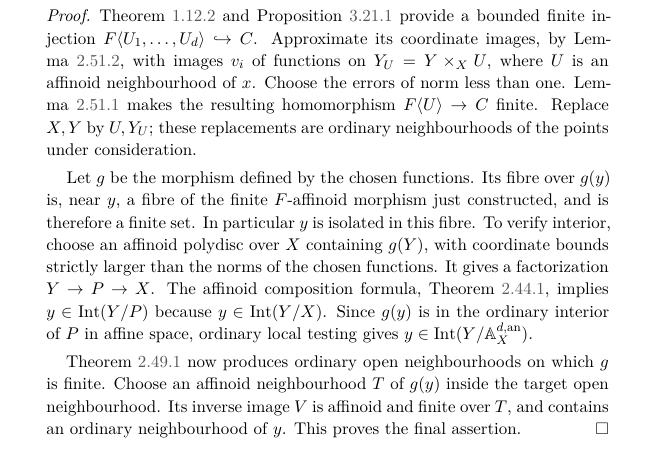 Proof. Theorem 1.12.2 and Proposition 3.21.1 provide a bounded finite in-
jection F⟨U₁, . . . , U_d⟩ ↪ C. Approximate its coordinate images, by Lem-
ma 2.51.2, with images vᵢ of functions on Y_U = Y ×_X U, where U is an
affinoid neighbourhood of x. Choose the errors of norm less than one. Lem-
ma 2.51.1 makes the resulting homomorphism F⟨U⟩ → C finite. Replace
X, Y by U, Y_U; these replacements are ordinary neighbourhoods of the points
under consideration.
Let g be the morphism defined by the chosen functions. Its fibre over g(y)
is, near y, a fibre of the finite F-affinoid morphism just constructed, and is
therefore a finite set. In particular y is isolated in this fibre. To verify interior,
choose an affinoid polydisc over X containing g(Y), with coordinate bounds
strictly larger than the norms of the chosen functions. It gives a factorization
Y → P → X. The affinoid composition formula, Theorem 2.44.1, implies
y ∈ Int(Y/P) because y ∈ Int(Y/X). Since g(y) is in the ordinary interior
of P in affine space, ordinary local testing gives y ∈ Int(Y/𝔸_X^{d,an}).
Theorem 2.49.1 now produces ordinary open neighbourhoods on which g
is finite. Choose an affinoid neighbourhood T of g(y) inside the target open
neighbourhood. Its inverse image V is affinoid and finite over T, and contains
an ordinary neighbourhood of y. This proves the final assertion. □